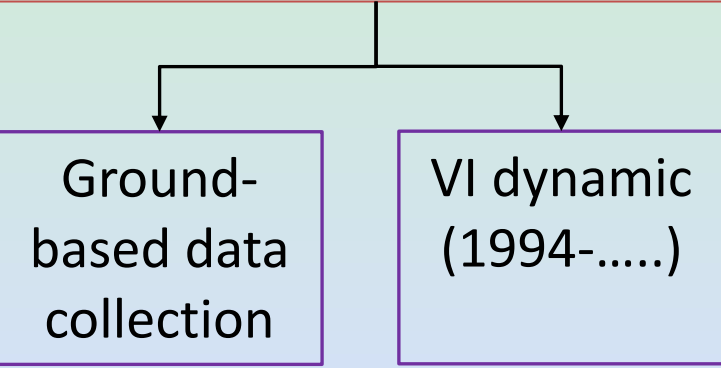 Ground-
based data
collection
VI dynamic
(1994-…..)